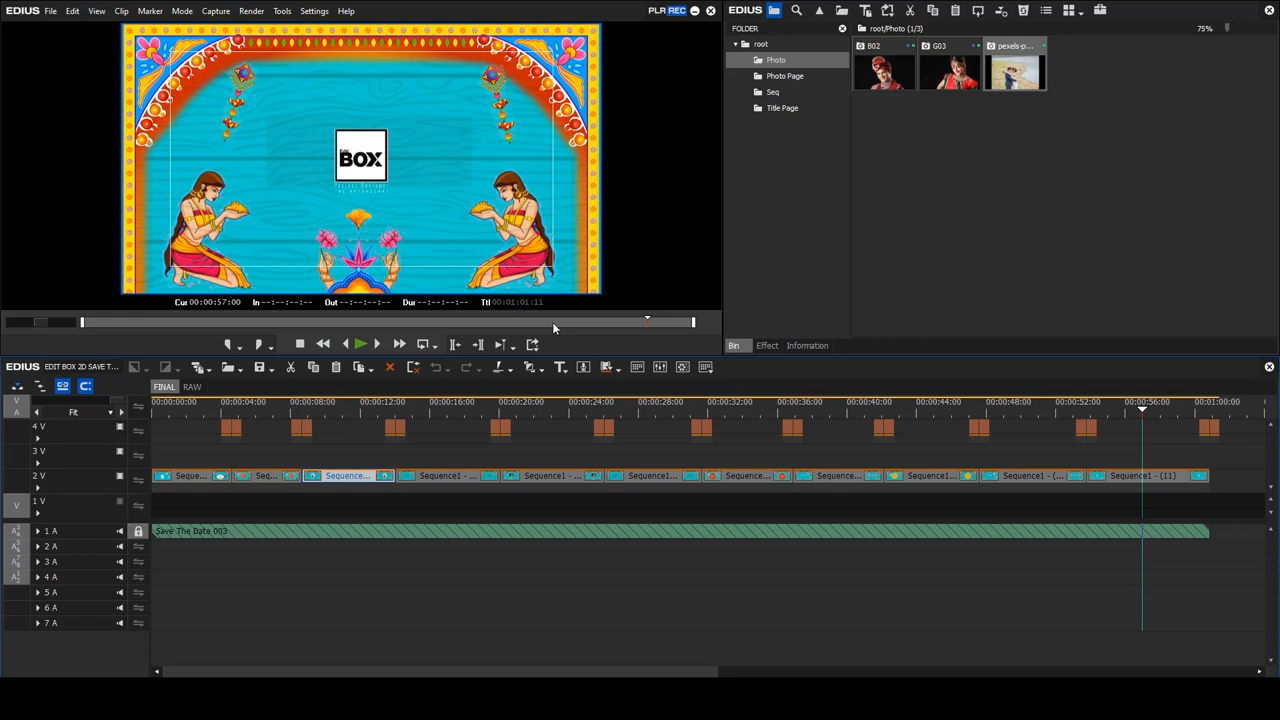 EDIUS File Edit View Clip Marker Mode Capture Render Tools Settings Help PLR REC
EDIUS
FOLDER
root/Photo (1/3)
75%
root
Photo
Photo Page
Seq
Title Page
B02
G03
pexels-p...
Edit
BOX
Cur 00:00:57:00 In --:--:--:-- Out --:--:--:-- Dur --:--:--:-- Ttl 00:01:01:11
Bin Effect Information
EDIUS EDIT BOX 2D SAVE T...
FINAL RAW
V
A
Fit
00:00:00:00 00:00:04:00 00:00:08:00 00:00:12:00 00:00:16:00 00:00:20:00 00:00:24:00 00:00:28:00 00:00:32:00 00:00:36:00 00:00:40:00 00:00:44:00 00:00:48:00 00:00:52:00 00:00:56:00 00:01:00:00
4 V
3 V
2 V
Seque... Seq... Sequence... Sequence1 - ... Sequence1 - ... Sequence1... Sequence... Sequence... Sequence1... Sequence1 - (... Sequence1 - (11)
V 1 V
1 A Save The Date 003
2 A
3 A
4 A
5 A
6 A
7 A